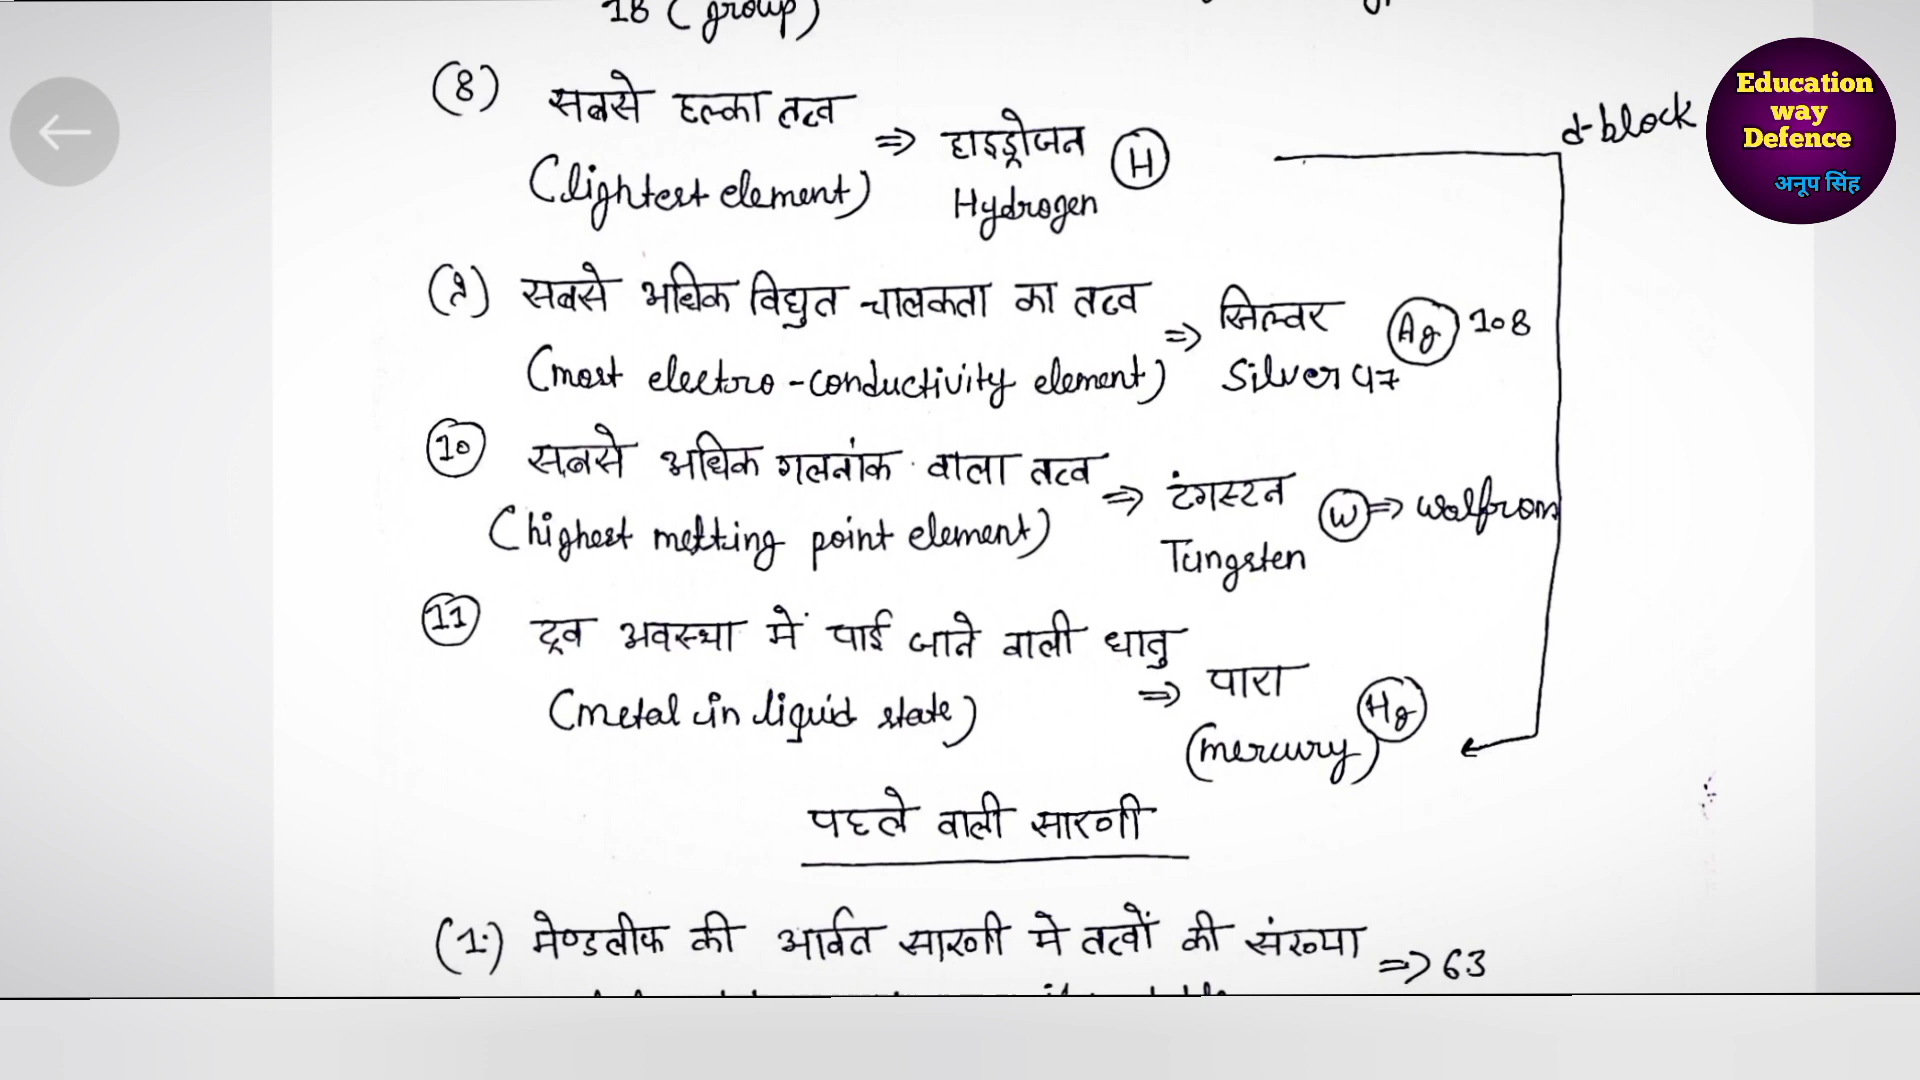 18 (group)
(8) सबसे हल्का तत्व
(lightest element)
⇒ हाइड्रोजन (H)
Hydrogen
d-block
Education
way
Defence
अनूप सिंह
(9) सबसे अधिक विद्युत चालकता का तत्व
(most electro-conductivity element)
⇒ सिल्वर (Ag) 108
Silver 47
(10) सबसे अधिक गलनांक वाला तत्व
(highest melting point element)
⇒ टंगस्टन (W) ⇒ walfrom
Tungsten
(11) द्रव अवस्था में पाई जाने वाली धातु
(metal in liquid state)
⇒ पारा
(mercury) (Hg)
पहले वाली सारणी
(1.) मेण्डलीफ की आर्वत सारणी मे तत्वों की संख्या ⇒ 63